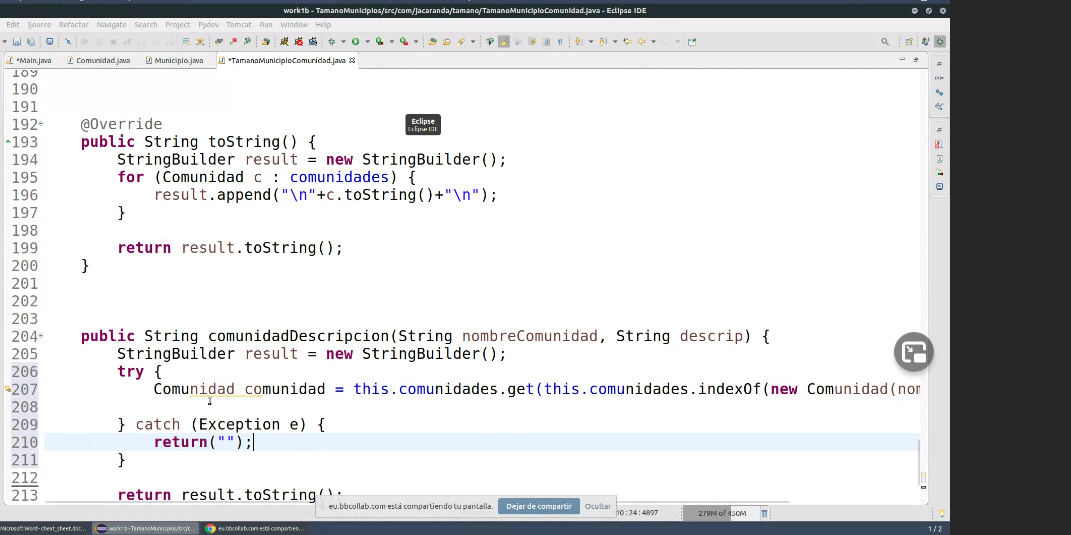 work1b - TamanoMunicipios/src/com/jacaranda/tamano/TamanoMunicipioComunidad.java - Eclipse IDE
Edit Source Refactor Navigate Search Project Pydev Tomcat Run Window Help
*Main.java Comunidad.java Municipio.java *TamanoMunicipioComunidad.java
189
190
191
192 @Override
193 public String toString() {
194 StringBuilder result = new StringBuilder();
195 for (Comunidad c : comunidades) {
196 result.append("\n"+c.toString()+"\n");
197 }
198
199 return result.toString();
200 }
201
202
203
204 public String comunidadDescripcion(String nombreComunidad, String descrip) {
205 StringBuilder result = new StringBuilder();
206 try {
207 Comunidad comunidad = this.comunidades.get(this.comunidades.indexOf(new Comunidad(nom
208
209 } catch (Exception e) {
210 return("");
211 }
212
213 return result.toString();
Eclipse
Eclipse IDE
eu.bbcollab.com está compartiendo tu pantalla. Dejar de compartir Ocultar
10 : 24 : 4897 279M of 450M
Microsoft Word - cheat_sheet.doc... work1b - TamanoMunicipios/src/c... eu.bbcollab.com está compartien... 1 / 2